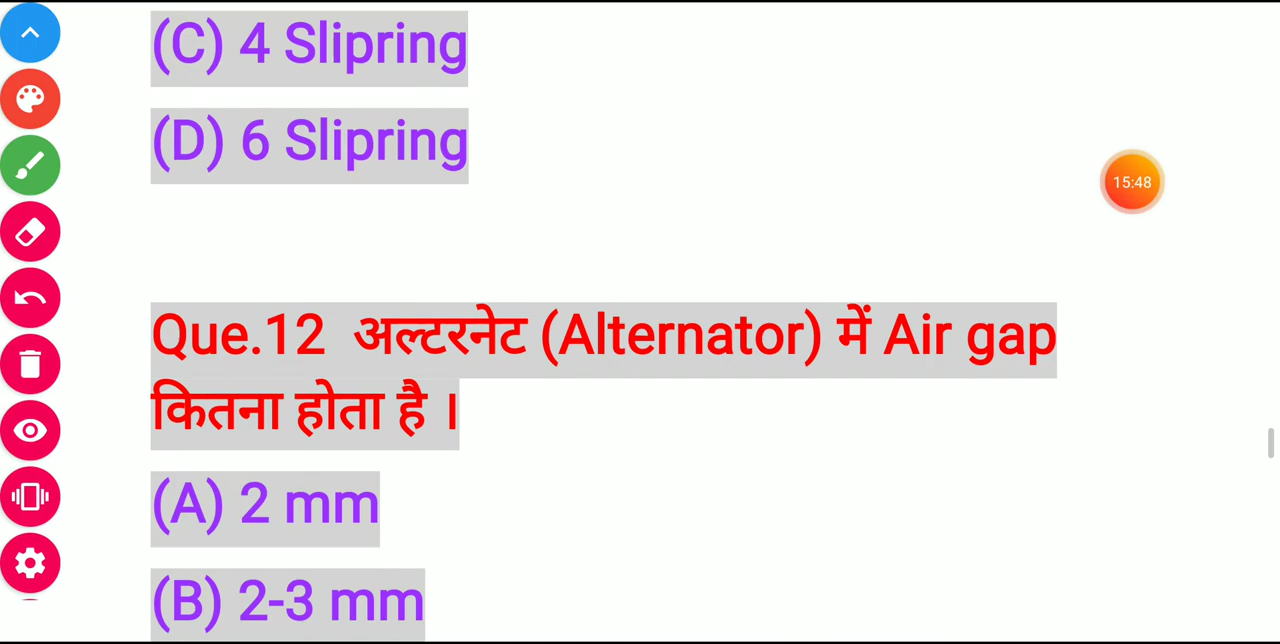 (C) 4 Slipring
(D) 6 Slipring
15:48
Que.12 अल्टरनेट (Alternator) में Air gap
कितना होता है ।
(A) 2 mm
(B) 2-3 mm